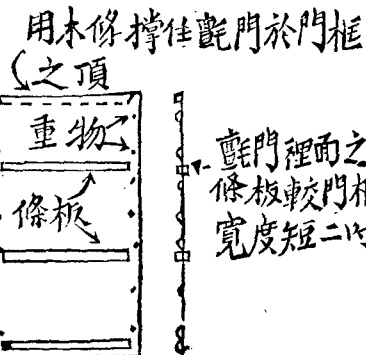 用木條撐住氈門於門框
之頂
重物
條板
氈門裡面之
條板較門框
寬度短二吋